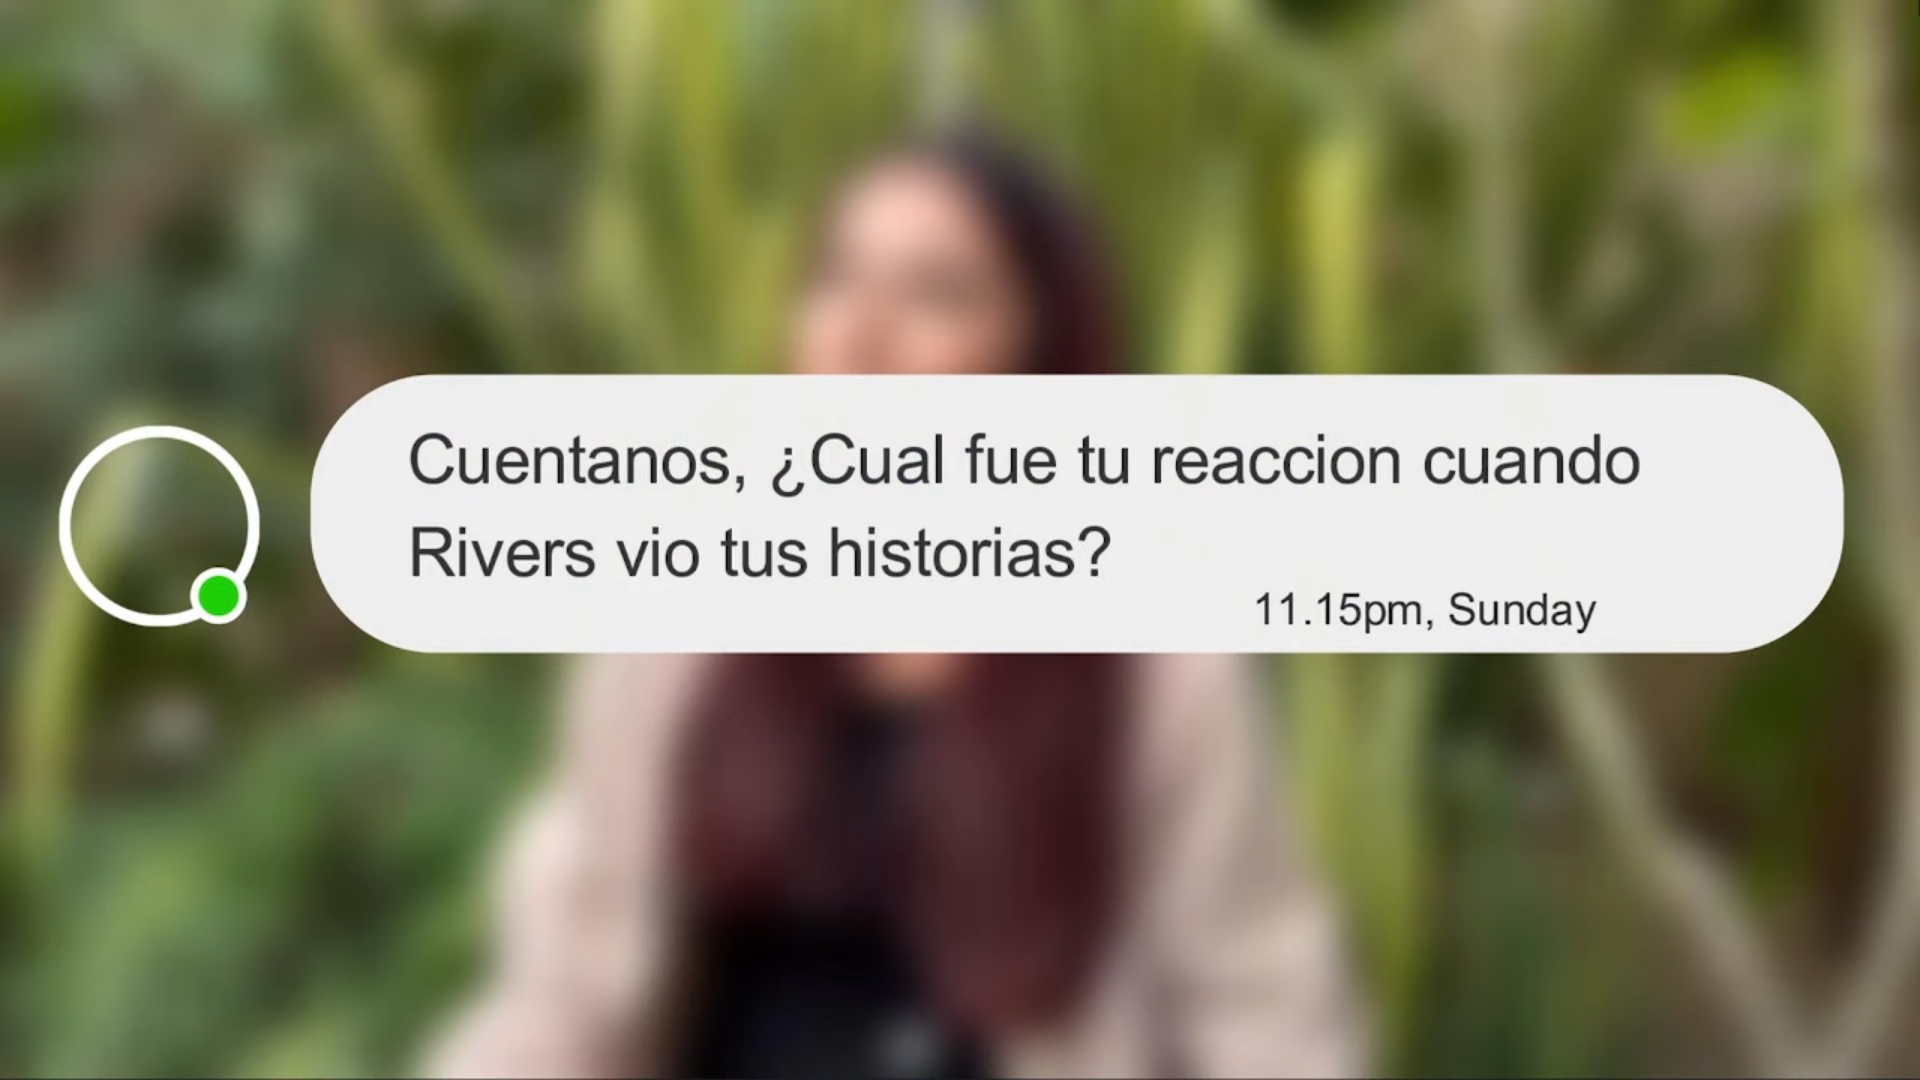 Cuentanos, ¿Cual fue tu reaccion cuando
Rivers vio tus historias?
11.15pm, Sunday